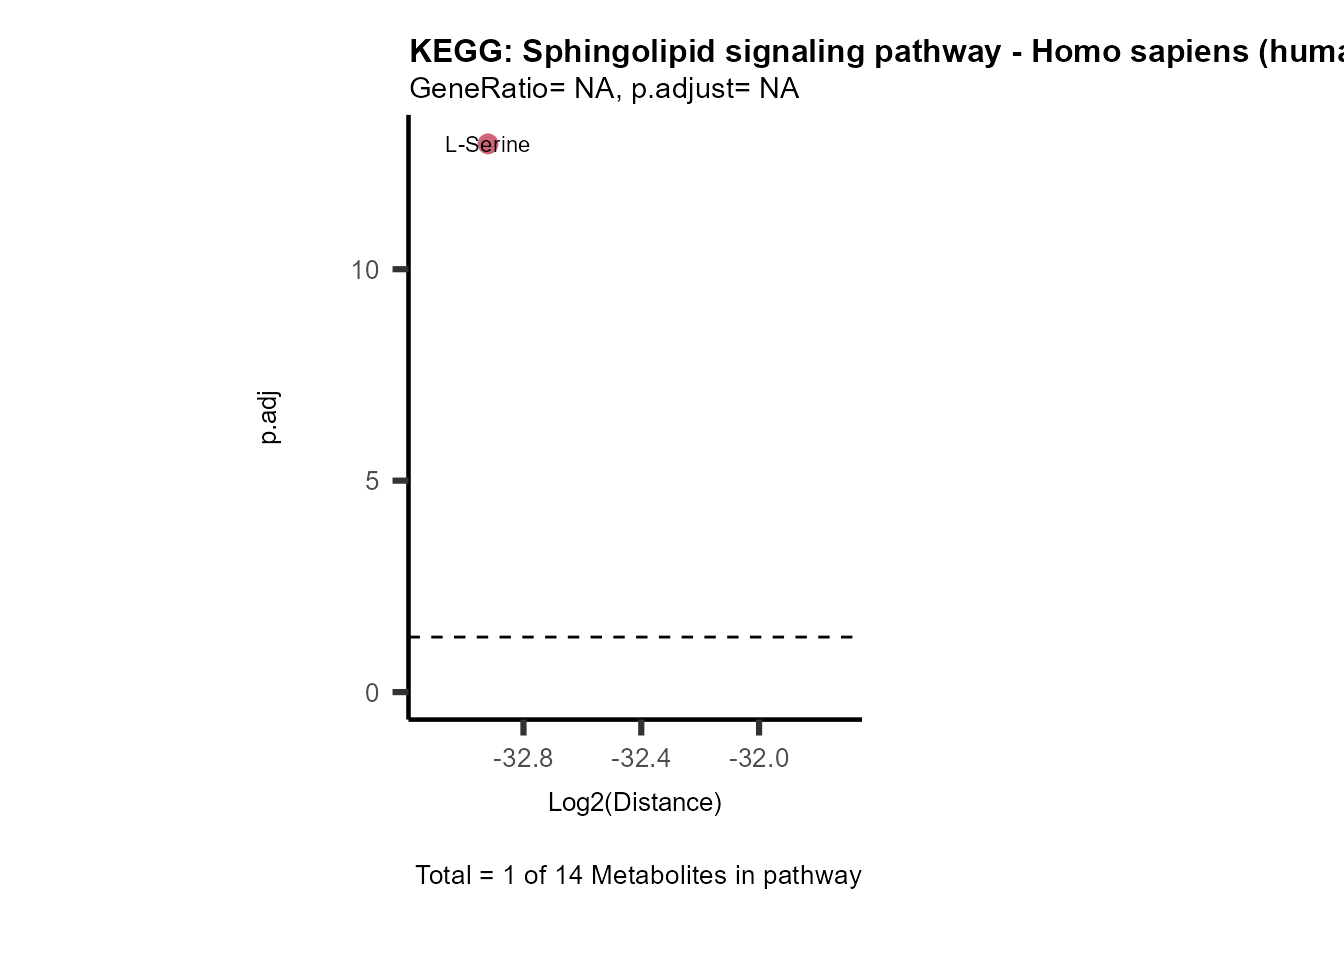 KEGG: Sphingolipid signaling pathway - Homo sapiens (huma
GeneRatio= NA, p.adjust= NA
L-Serine
10
5
0
p.adj
-32.8 -32.4 -32.0
Log2(Distance)
Total = 1 of 14 Metabolites in pathway